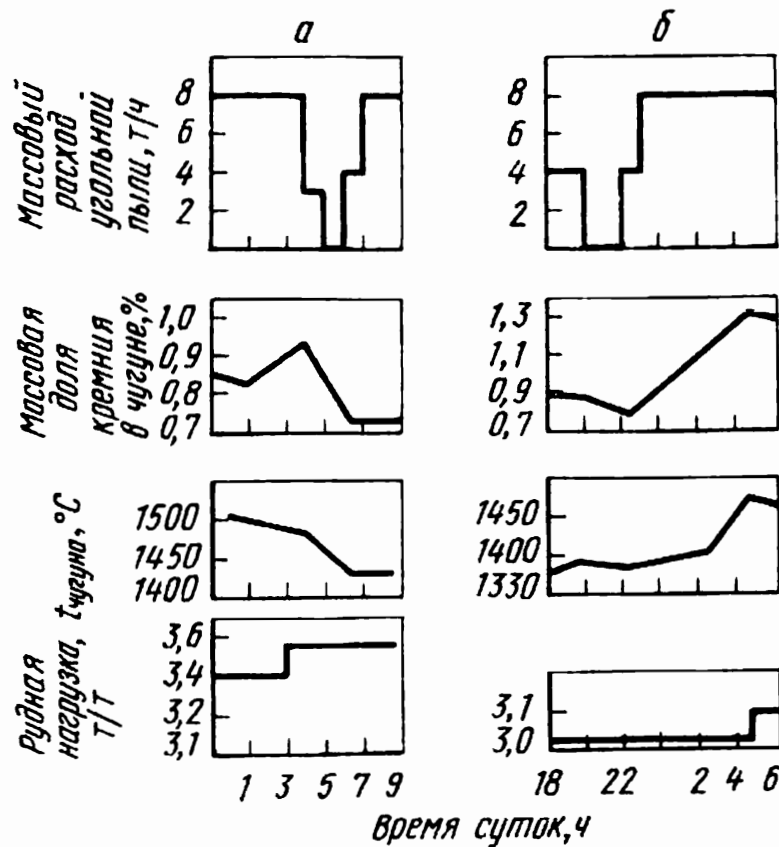 а
б
Массовый
расход
угольной
пыли, т/ч
8
6
4
2
8
6
4
2
Массовая
доля
кремния
в чугуне, %
1,0
0,9
0,8
0,7
1,3
1,1
0,9
0,7
tчугуна, °C
1500
1450
1400
1450
1400
1330
Рудная
нагрузка,
т/т
3,6
3,4
3,2
3,1
3,1
3,0
1 3 5 7 9
18 22 2 4 6
Время суток, ч